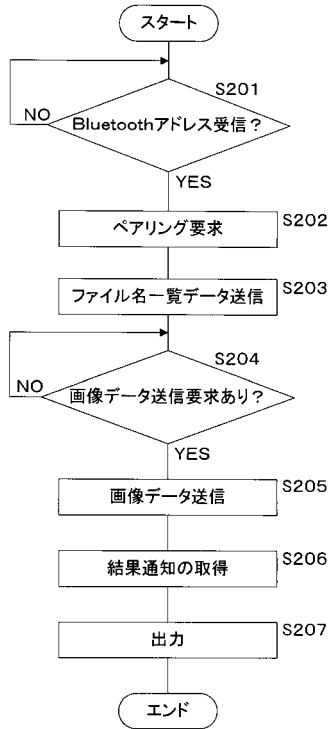 スタート
S201
Bluetoothアドレス受信？
NO
YES
ペアリング要求
S202
ファイル名一覧データ送信
S203
S204
画像データ送信要求あり？
NO
YES
画像データ送信
S205
結果通知の取得
S206
出力
S207
エンド